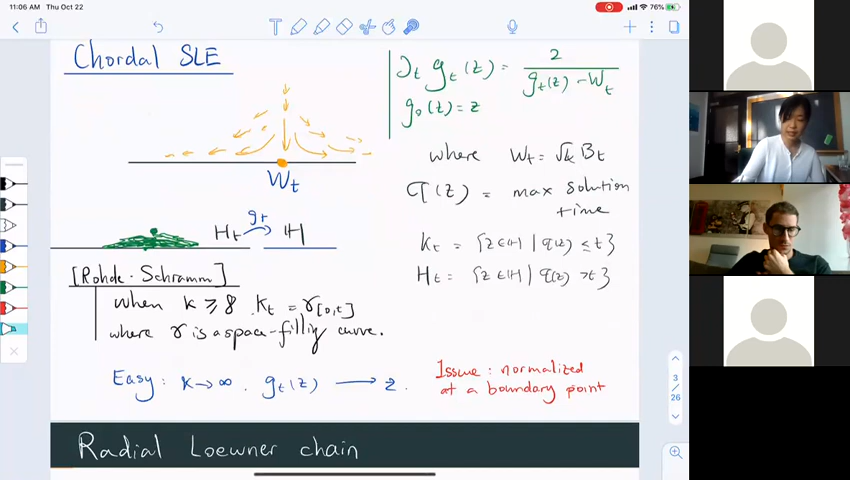 11:06 AM Thu Oct 22
76%
Chordal SLE
∂t gt(z) = 2 / (gt(z) - Wt)
g0(z) = z
Wt
where Wt = √κ Bt
τ(z) = max solution
time
Ht gt ℍ
Kt = {z∈ℍ | τ(z) ≤ t}
Ht = {z∈ℍ | τ(z) > t}
[Rohde-Schramm]
when κ ≥ 8 Kt = γ[0,t]
where γ is a space-filling curve.
Easy: κ → ∞. gt(z) → z.
Issue: normalized
at a boundary point
3
/
26
Radial Loewner chain